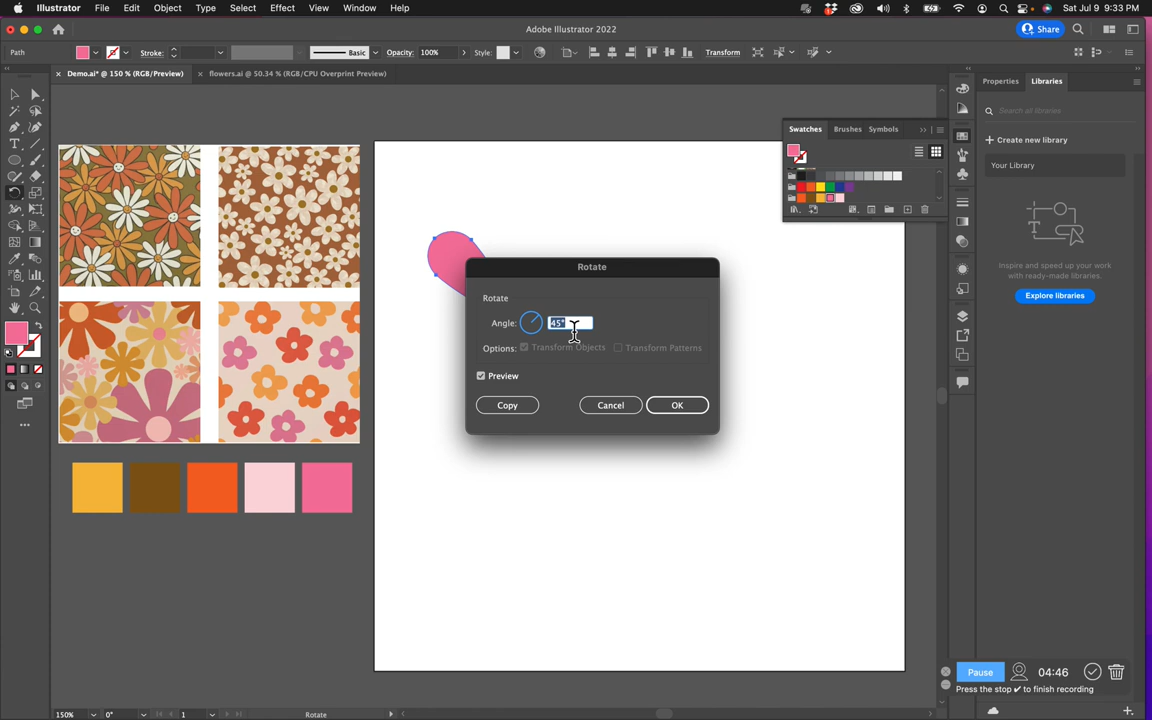 Illustrator File Edit Object Type Select Effect View Window Help Sat Jul 9 9:33 PM
Adobe Illustrator 2022
Share
Path Stroke: Basic Opacity: 100% Style: Transform
Demo.ai* @ 150 % (RGB/Preview)
flowers.ai @ 50.34 % (RGB/CPU Overprint Preview)
Properties Libraries
Search all libraries
Create new library
Your Library
Inspire and speed up your work
with ready-made libraries.
Explore libraries
Swatches Brushes Symbols
Rotate
Rotate
Angle: 45°
Options: Transform Objects Transform Patterns
Preview
Copy Cancel OK
Pause 04:46
Press the stop ✔ to finish recording
150% 0° 1 Rotate